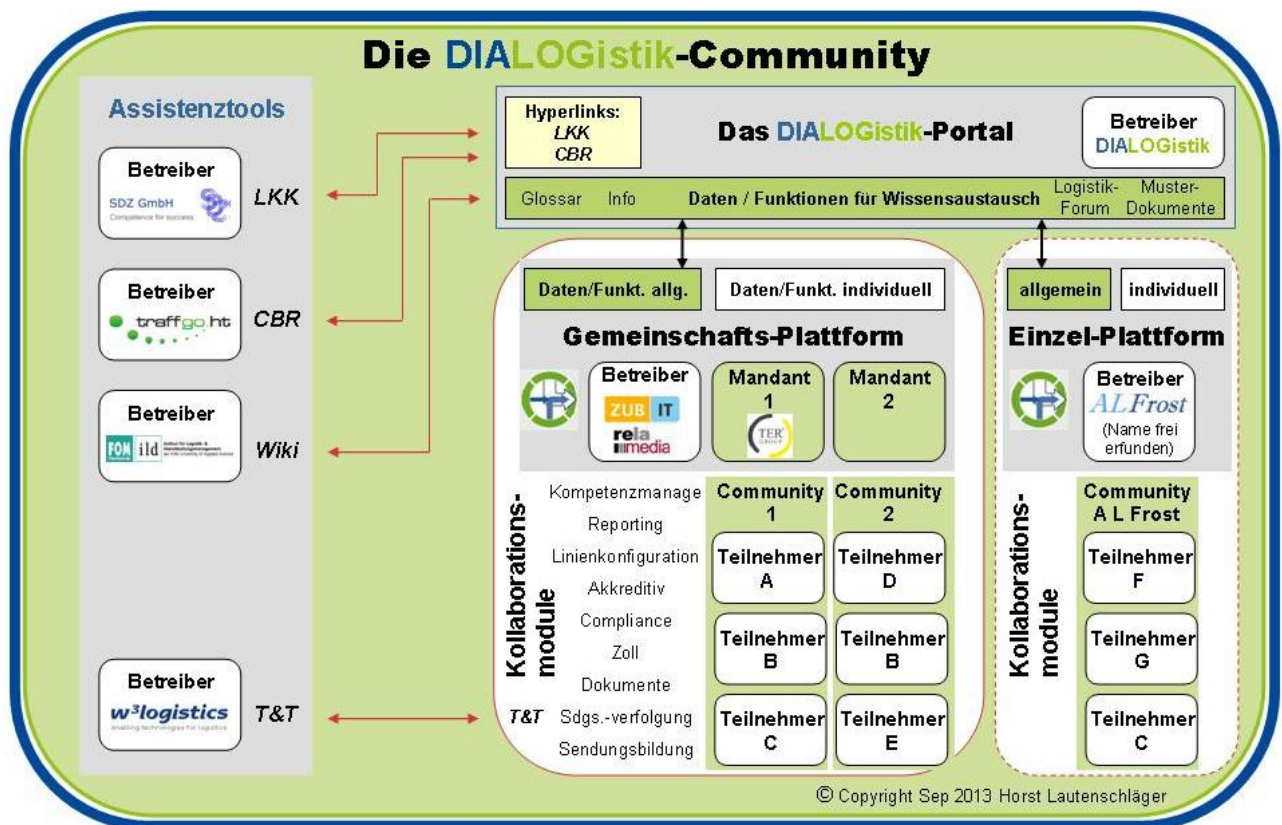 Die DIALOGistik-Community
Assistenztools
Betreiber
SDZ GmbH
Competence for success
LKK
Betreiber
traffgo.ht
CBR
Betreiber
FOM ild
Wiki
Betreiber
w³logistics
enabling technologies for logistics
T&T
Hyperlinks:
LKK
CBR
Das DIALOGistik-Portal
Betreiber
DIALOGistik
Glossar
Info
Daten / Funktionen für Wissensaustausch
Logistik-
Forum
Muster-
Dokumente
Daten/Funkt. allg.
Daten/Funkt. individuell
Gemeinschafts-Plattform
Betreiber
ZUB IT
rela
media
Mandant
1
TER
GROUP
Mandant
2
Kollaborations-
module
Kompetenzmanage
Reporting
Linienkonfiguration
Akkreditiv
Compliance
Zoll
Dokumente
T&T Sdgs.-verfolgung
Sendungsbildung
Community
1
Teilnehmer
A
Teilnehmer
B
Teilnehmer
C
Community
2
Teilnehmer
D
Teilnehmer
B
Teilnehmer
E
allgemein
individuell
Einzel-Plattform
Betreiber
AL Frost
(Name frei
erfunden)
Kollaborations-
module
Community
A L Frost
Teilnehmer
F
Teilnehmer
G
Teilnehmer
C
© Copyright Sep 2013 Horst Lautenschläger